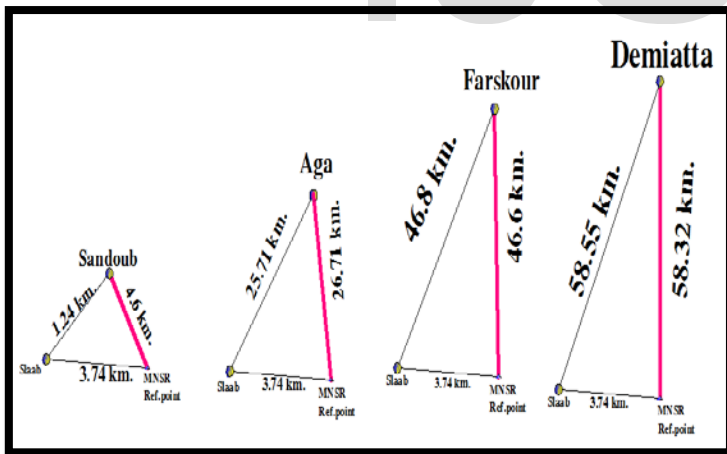 Sandoub
1.24 km.
4.6 km.
Slaab
3.74 km.
MNSR
Ref.point
Aga
25.71 km.
26.71 km.
Slaab
3.74 km.
MNSR
Ref.point
Farskour
46.8 km.
46.6 km.
Slaab
3.74 km.
MNSR
Ref.point
Demiatta
58.55 km.
58.32 km.
Slaab
3.74 km.
MNSR
Ref.point